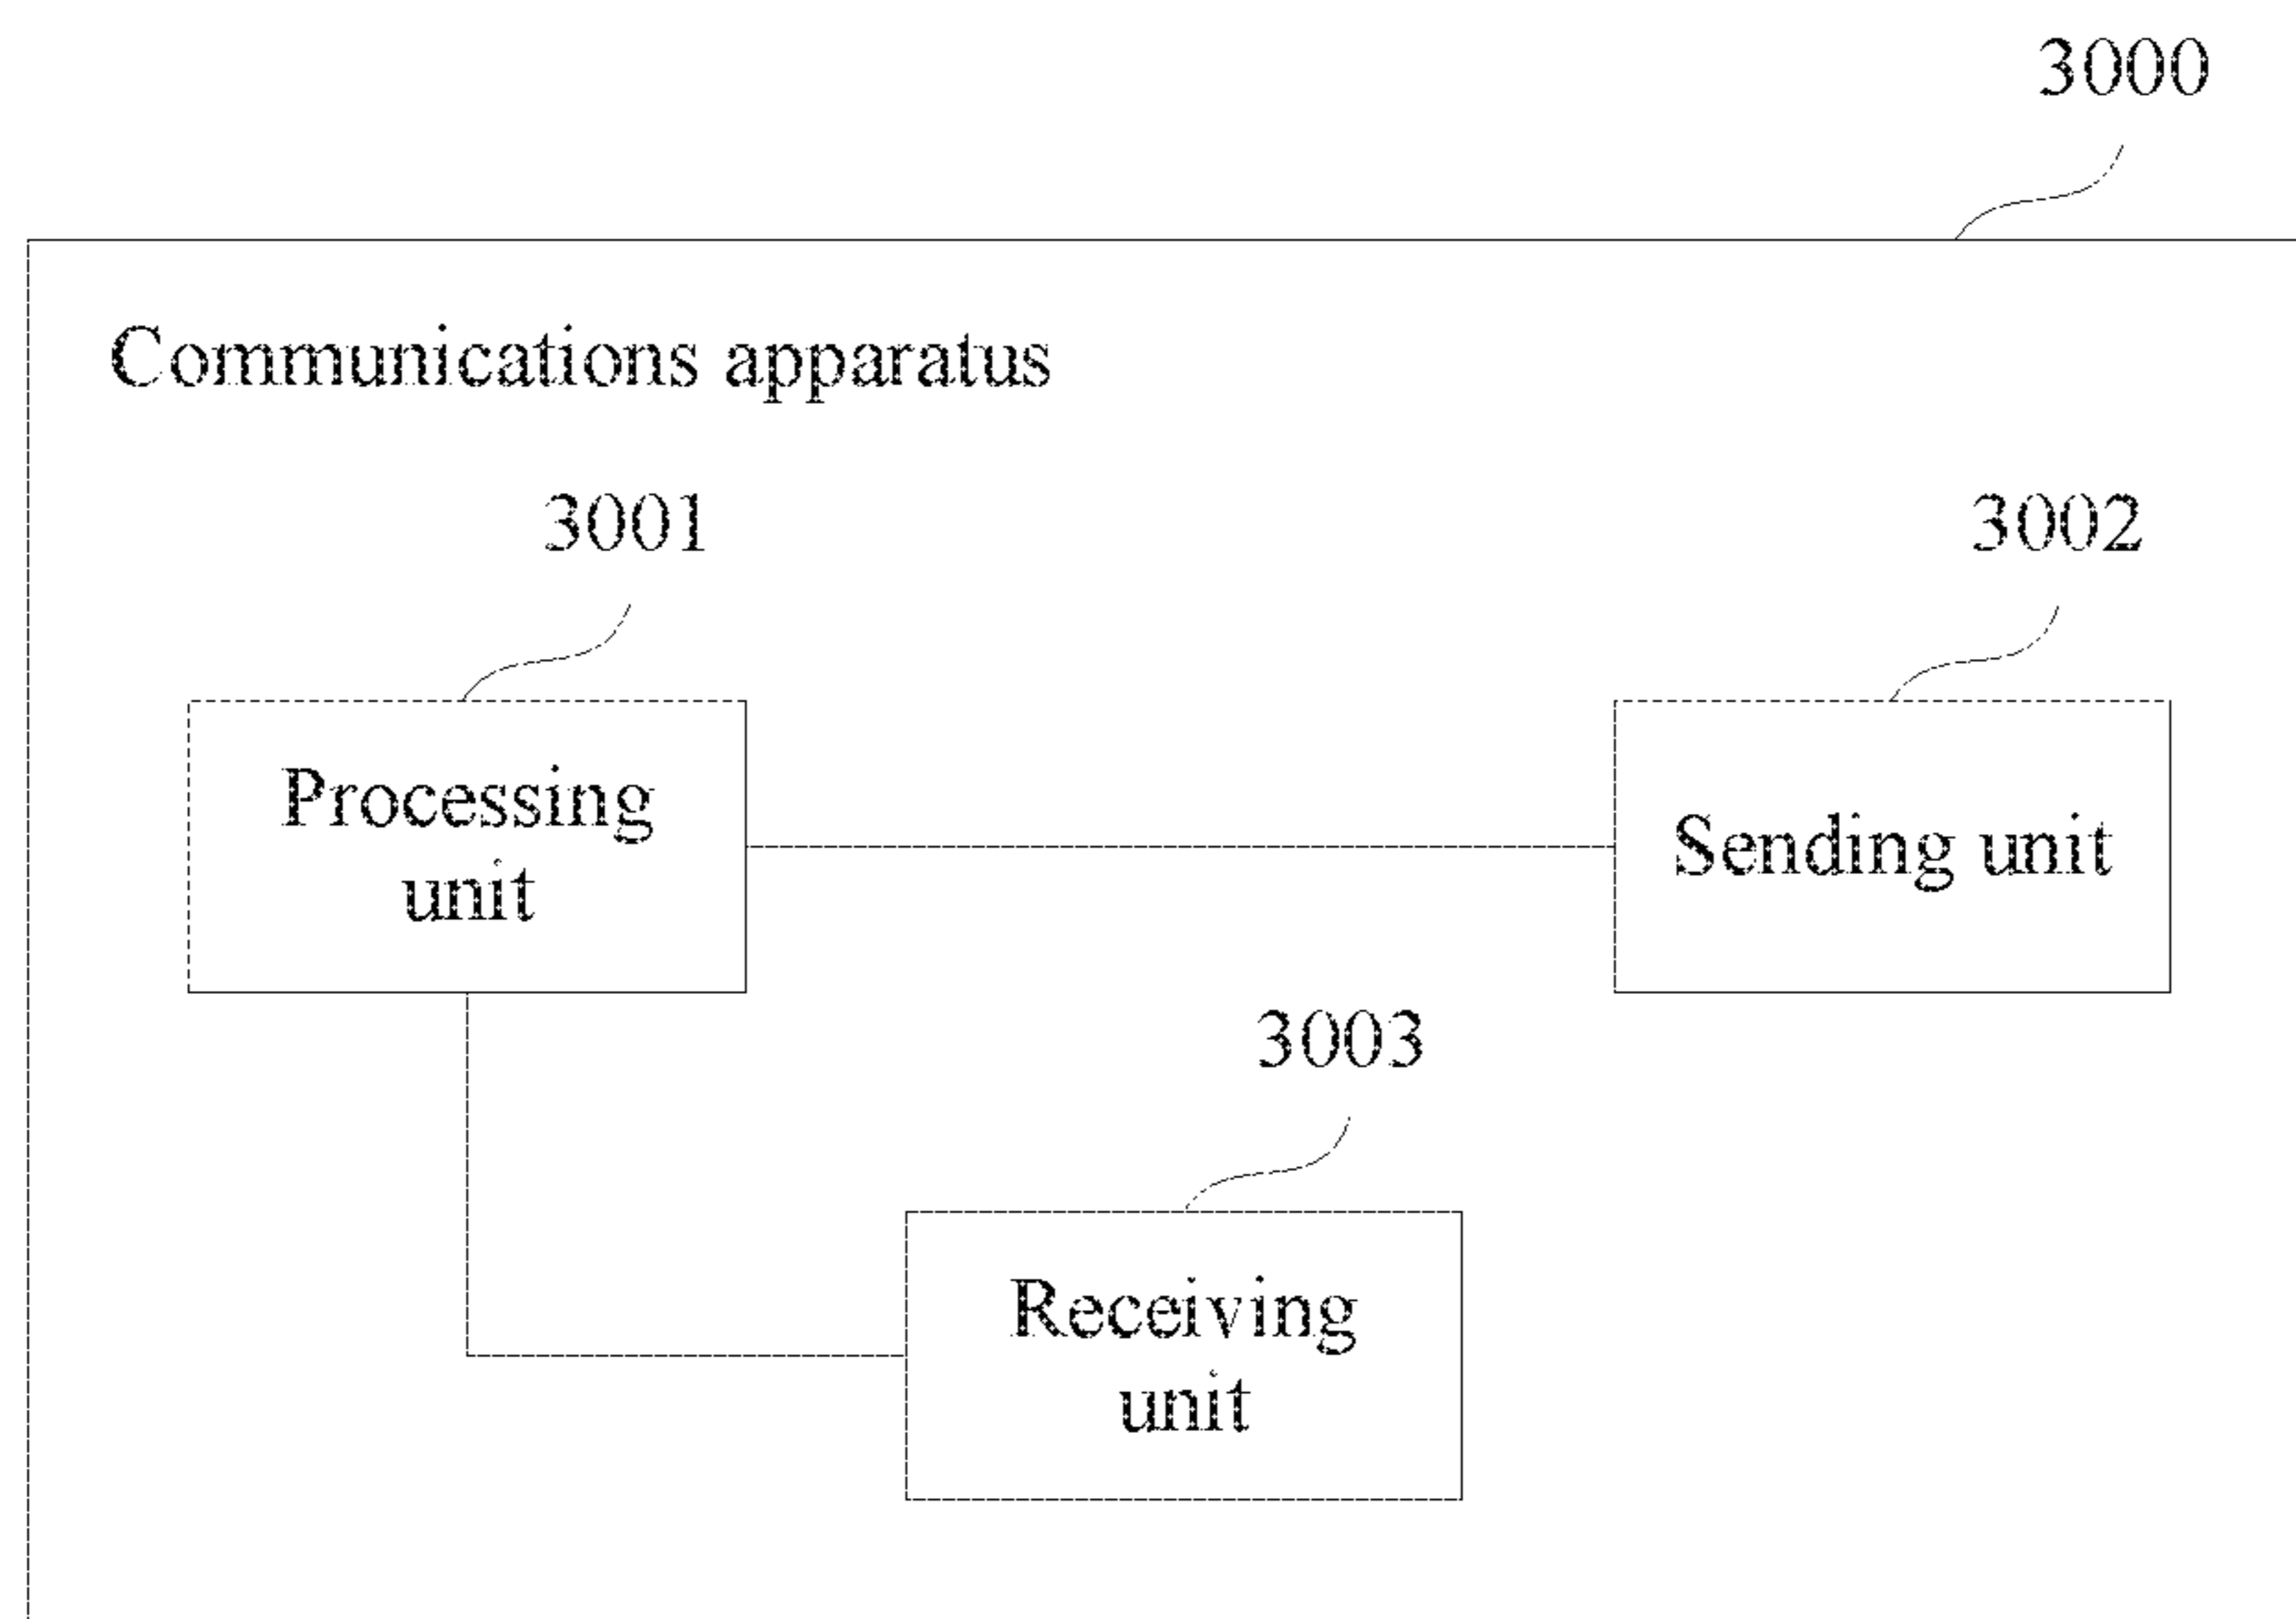 3000
Communications apparatus
3001
3002
Processing
unit
Sending unit
3003
Receiving
unit